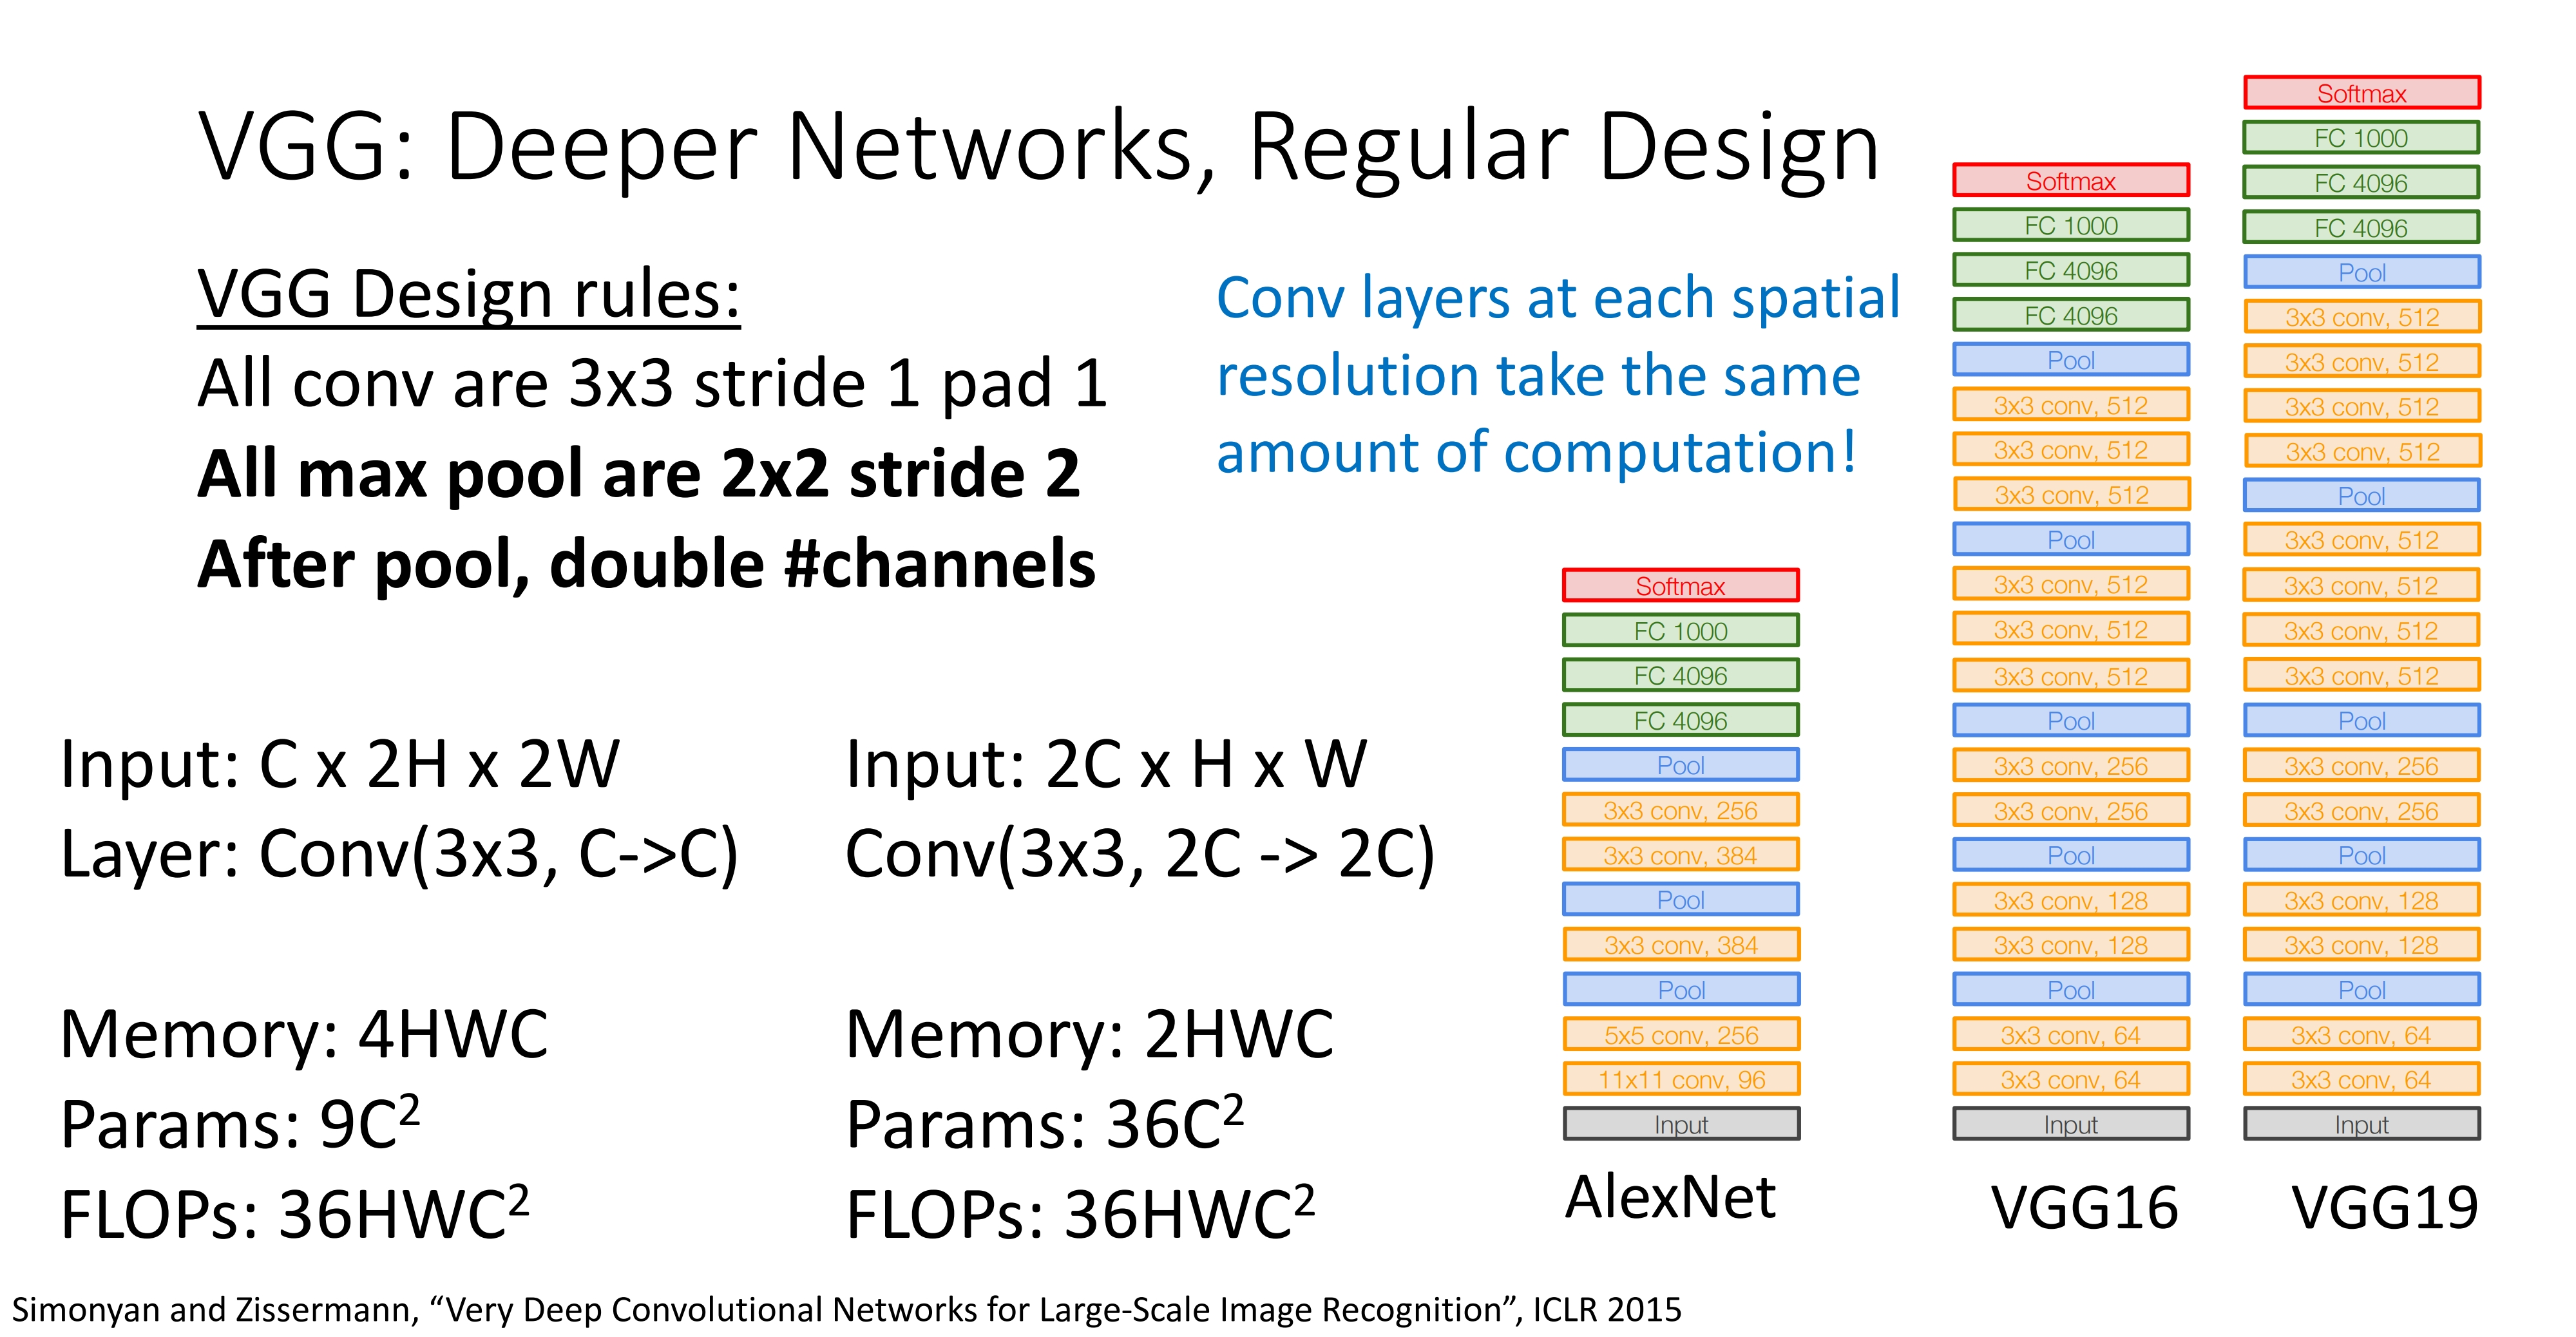 VGG: Deeper Networks, Regular Design
VGG Design rules:
All conv are 3x3 stride 1 pad 1
All max pool are 2x2 stride 2
After pool, double #channels
Conv layers at each spatial
resolution take the same
amount of computation!
Input: C x 2H x 2W
Layer: Conv(3x3, C->C)
Memory: 4HWC
Params: 9C²
FLOPs: 36HWC²
Input: 2C x H x W
Conv(3x3, 2C -> 2C)
Memory: 2HWC
Params: 36C²
FLOPs: 36HWC²
Softmax
FC 1000
FC 4096
FC 4096
Pool
3x3 conv, 256
3x3 conv, 384
Pool
3x3 conv, 384
Pool
5x5 conv, 256
11x11 conv, 96
Input
AlexNet
Softmax
FC 1000
FC 4096
FC 4096
Pool
3x3 conv, 512
3x3 conv, 512
3x3 conv, 512
Pool
3x3 conv, 512
3x3 conv, 512
3x3 conv, 512
Pool
3x3 conv, 256
3x3 conv, 256
Pool
3x3 conv, 128
3x3 conv, 128
Pool
3x3 conv, 64
3x3 conv, 64
Input
VGG16
Softmax
FC 1000
FC 4096
FC 4096
Pool
3x3 conv, 512
3x3 conv, 512
3x3 conv, 512
3x3 conv, 512
Pool
3x3 conv, 512
3x3 conv, 512
3x3 conv, 512
3x3 conv, 512
Pool
3x3 conv, 256
3x3 conv, 256
Pool
3x3 conv, 128
3x3 conv, 128
Pool
3x3 conv, 64
3x3 conv, 64
Input
VGG19
Simonyan and Zissermann, “Very Deep Convolutional Networks for Large-Scale Image Recognition”, ICLR 2015